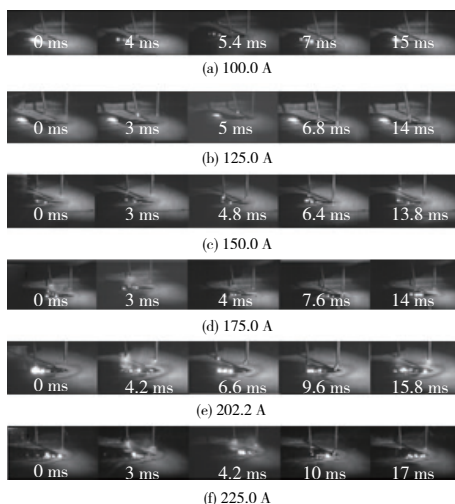 0 ms 4 ms 5.4 ms 7 ms 15 ms
(a) 100.0 A
0 ms 3 ms 5 ms 6.8 ms 14 ms
(b) 125.0 A
0 ms 3 ms 4.8 ms 6.4 ms 13.8 ms
(c) 150.0 A
0 ms 3 ms 4 ms 7.6 ms 14 ms
(d) 175.0 A
0 ms 4.2 ms 6.6 ms 9.6 ms 15.8 ms
(e) 202.2 A
0 ms 3 ms 4.2 ms 10 ms 17 ms
(f) 225.0 A